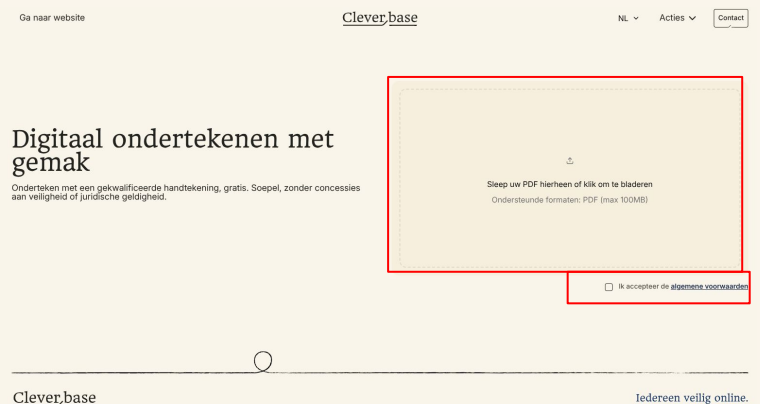 Ga naar website
Clever base
NL
Acties
Contact
Digitaal ondertekenen met
gemak
Onderteken met een gekwalificeerde handtekening, gratis. Soepel, zonder concessies
aan veiligheid of juridische geldigheid.
Sleep uw PDF hierheen of klik om te bladeren
Ondersteunde formaten: PDF (max 100MB)
Ik accepteer de algemene voorwaarden
Clever base
Iedereen veilig online.